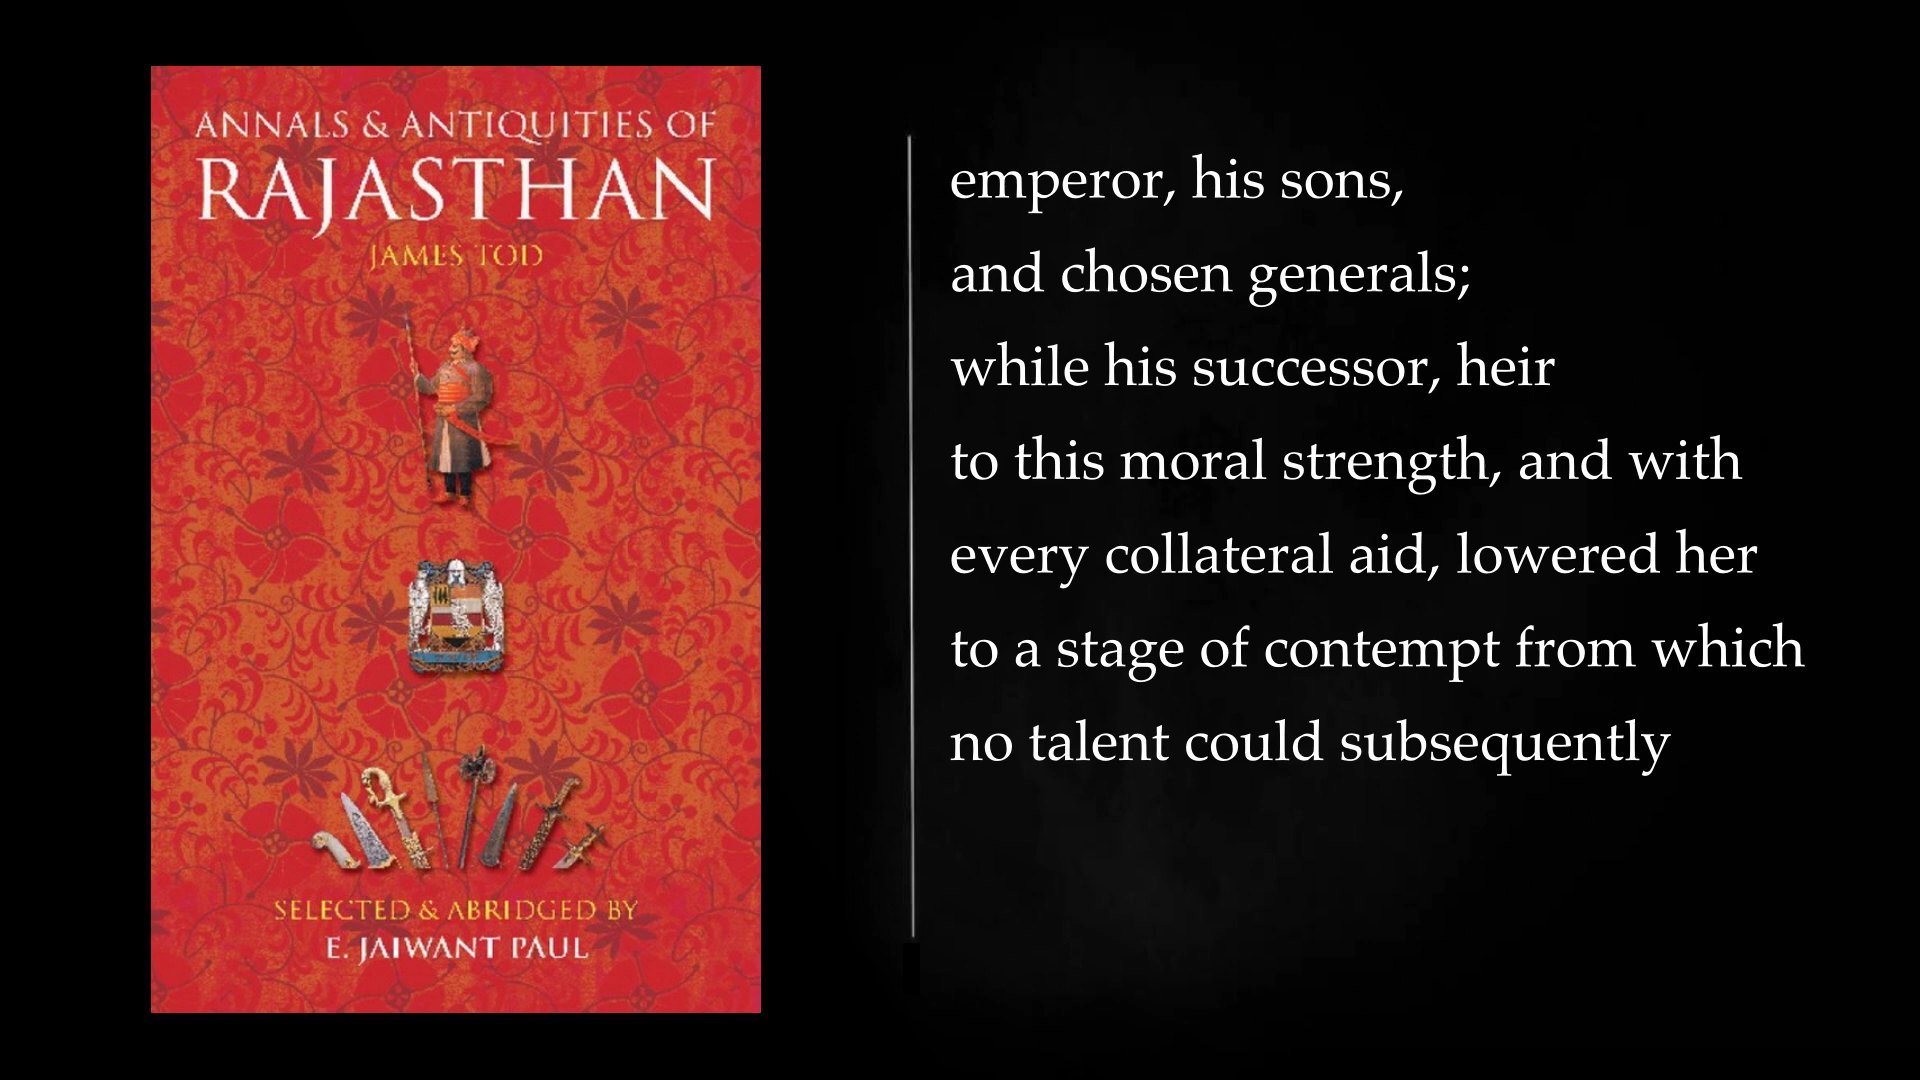 ANNALS & ANTIQUITIES OF
RAJASTHAN
JAMES TOD
SELECTED & ABRIDGED BY
E. JAIWANT PAUL
emperor, his sons,
and chosen generals;
while his successor, heir
to this moral strength, and with
every collateral aid, lowered her
to a stage of contempt from which
no talent could subsequently